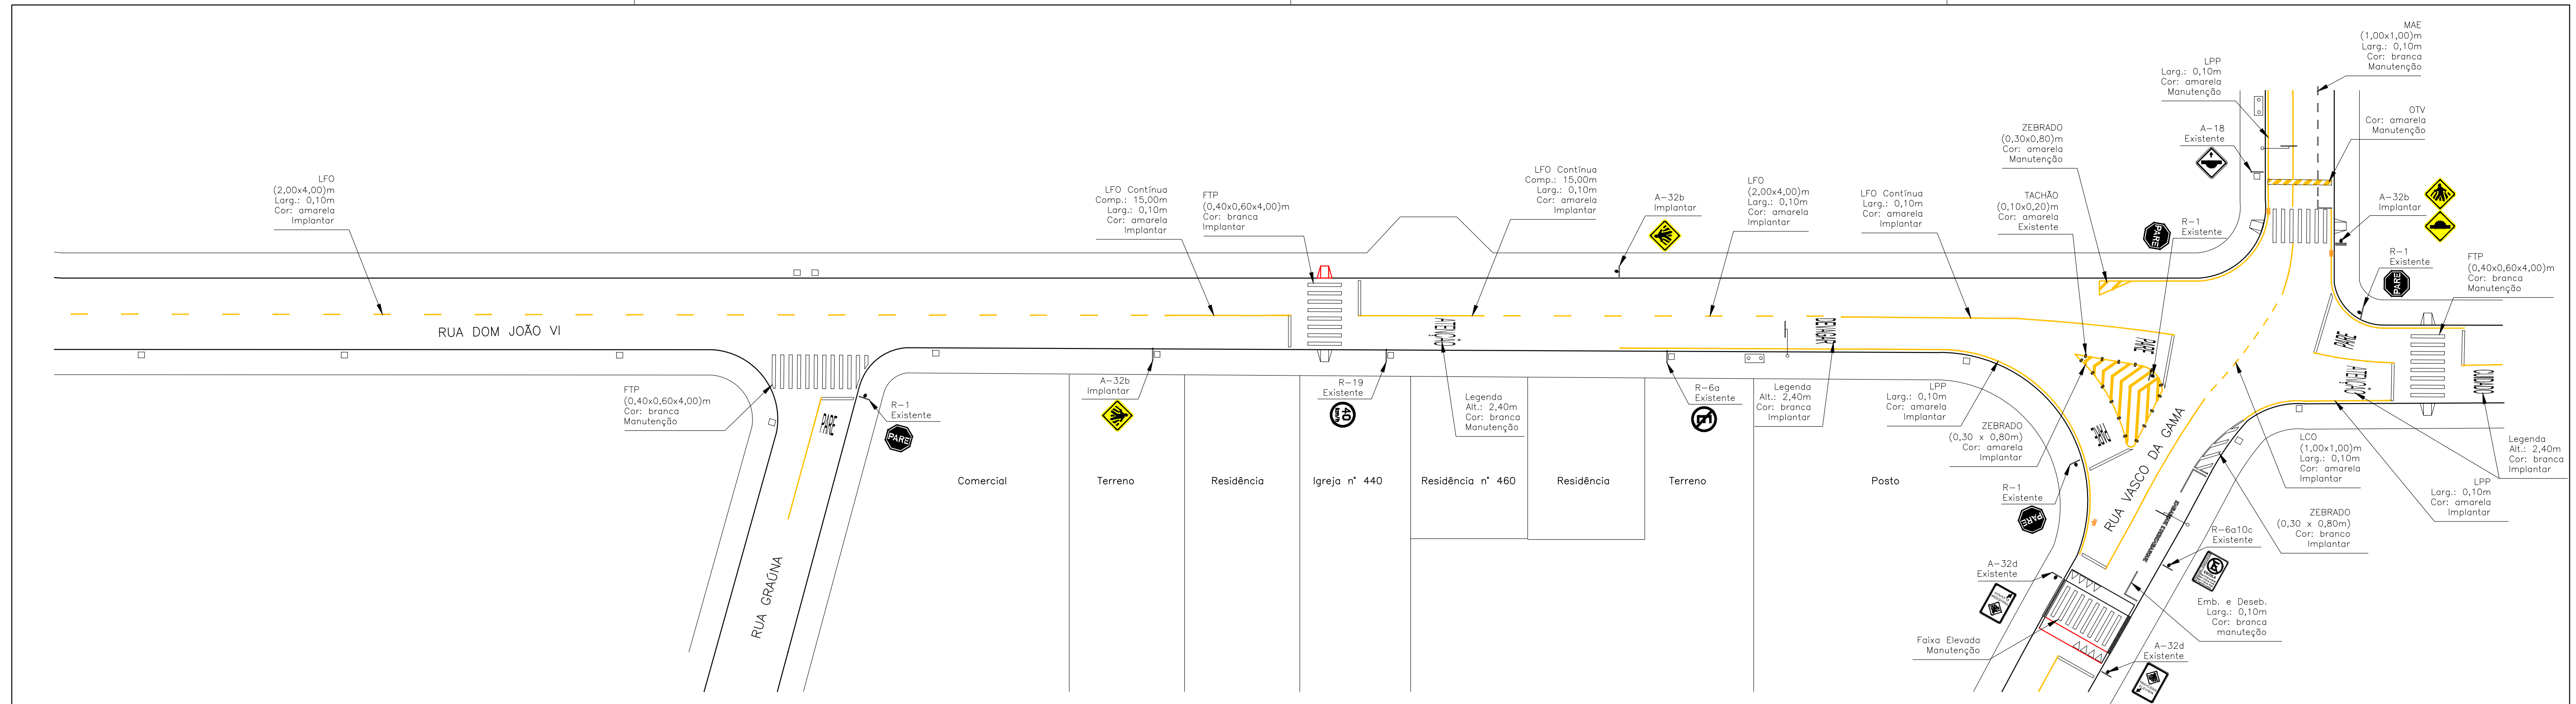 MAE
(1,00x1,00)m
Larg.: 0,10m
Cor: branca
Manutenção
LPP
Larg.: 0,10m
Cor: amarela
Manutenção
OTV
Cor: amarela
Manutenção
A-18
Existente
ZEBRADO
(0,30x0,80)m
Cor: amarela
Manutenção
LFO
(2,00x4,00)m
Larg.: 0,10m
Cor: amarela
Implantar
LFO Contínua
Comp.: 15,00m
Larg.: 0,10m
Cor: amarela
Implantar
FTP
(0,40x0,60x4,00)m
Cor: branca
Implantar
LFO Contínua
Comp.: 15,00m
Larg.: 0,10m
Cor: amarela
Implantar
A-32b
Implantar
LFO
(2,00x4,00)m
Larg.: 0,10m
Cor: amarela
Implantar
LFO Contínua
Larg.: 0,10m
Cor: amarela
Implantar
TACHÃO
(0,10x0,20)m
Cor: amarela
Existente
PARE
R-1
Existente
A-32b
Implantar
R-1
Existente
PARE
FTP
(0,40x0,60x4,00)m
Cor: branca
Manutenção
RUA DOM JOÃO VI
ATENÇÃO
DEVAGAR
PARE
PARE
ATENÇÃO
CUIDADO
FTP
(0,40x0,60x4,00)m
Cor: branca
Manutenção
PARE
R-1
Existente
PARE
A-32b
Implantar
R-19
Existente
40
km/h
Legenda
Alt.: 2,40m
Cor: branca
Manutenção
R-6a
Existente
E
Legenda
Alt.: 2,40m
Cor: branca
Implantar
LPP
Larg.: 0,10m
Cor: amarela
Implantar
ZEBRADO
(0,30 x 0,80m)
Cor: amarela
Implantar
PARE
RUA VASCO DA GAMA
LCO
(1,00x1,00)m
Larg.: 0,10m
Cor: amarela
Implantar
Legenda
Alt.: 2,40m
Cor: branca
Implantar
LPP
Larg.: 0,10m
Cor: amarela
Implantar
Comercial
Terreno
Residência
Igreja n° 440
Residência n° 460
Residência
Terreno
Posto
R-1
Existente
PARE
ZEBRADO
(0,30 x 0,80m)
Cor: branco
Implantar
R-6a10c
Existente
E
RUA GRAÚNA
A-32d
Existente
Emb. e Deseb.
Larg.: 0,10m
Cor: branca
manuteção
Faixa Elevada
Manutenção
A-32d
Existente